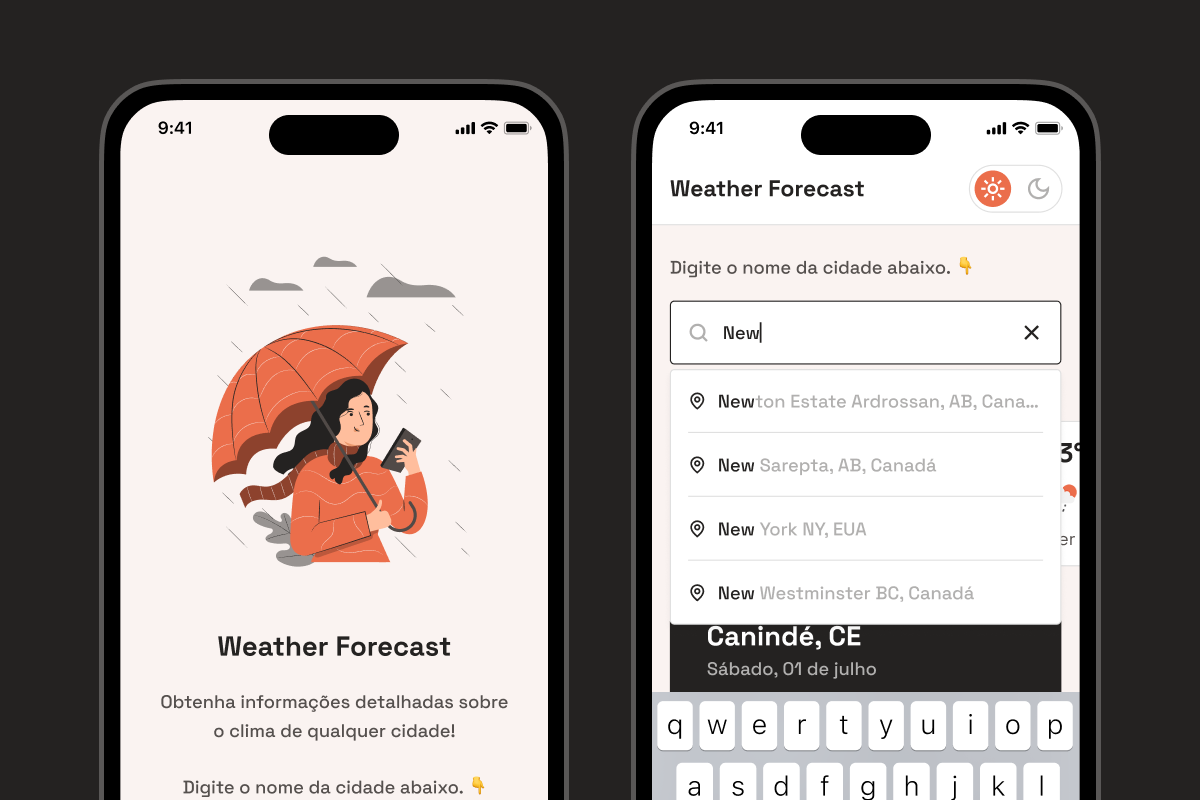 9:41
Weather Forecast
Obtenha informações detalhadas sobre
o clima de qualquer cidade!
Digite o nome da cidade abaixo. 👇
9:41
Weather Forecast
Digite o nome da cidade abaixo. 👇
New
Newton Estate Ardrossan, AB, Cana...
3°
New Sarepta, AB, Canadá
New York NY, EUA
er
New Westminster BC, Canadá
Canindé, CE
Sábado, 01 de julho
q w e r t y u i o p
a s d f g h j k l